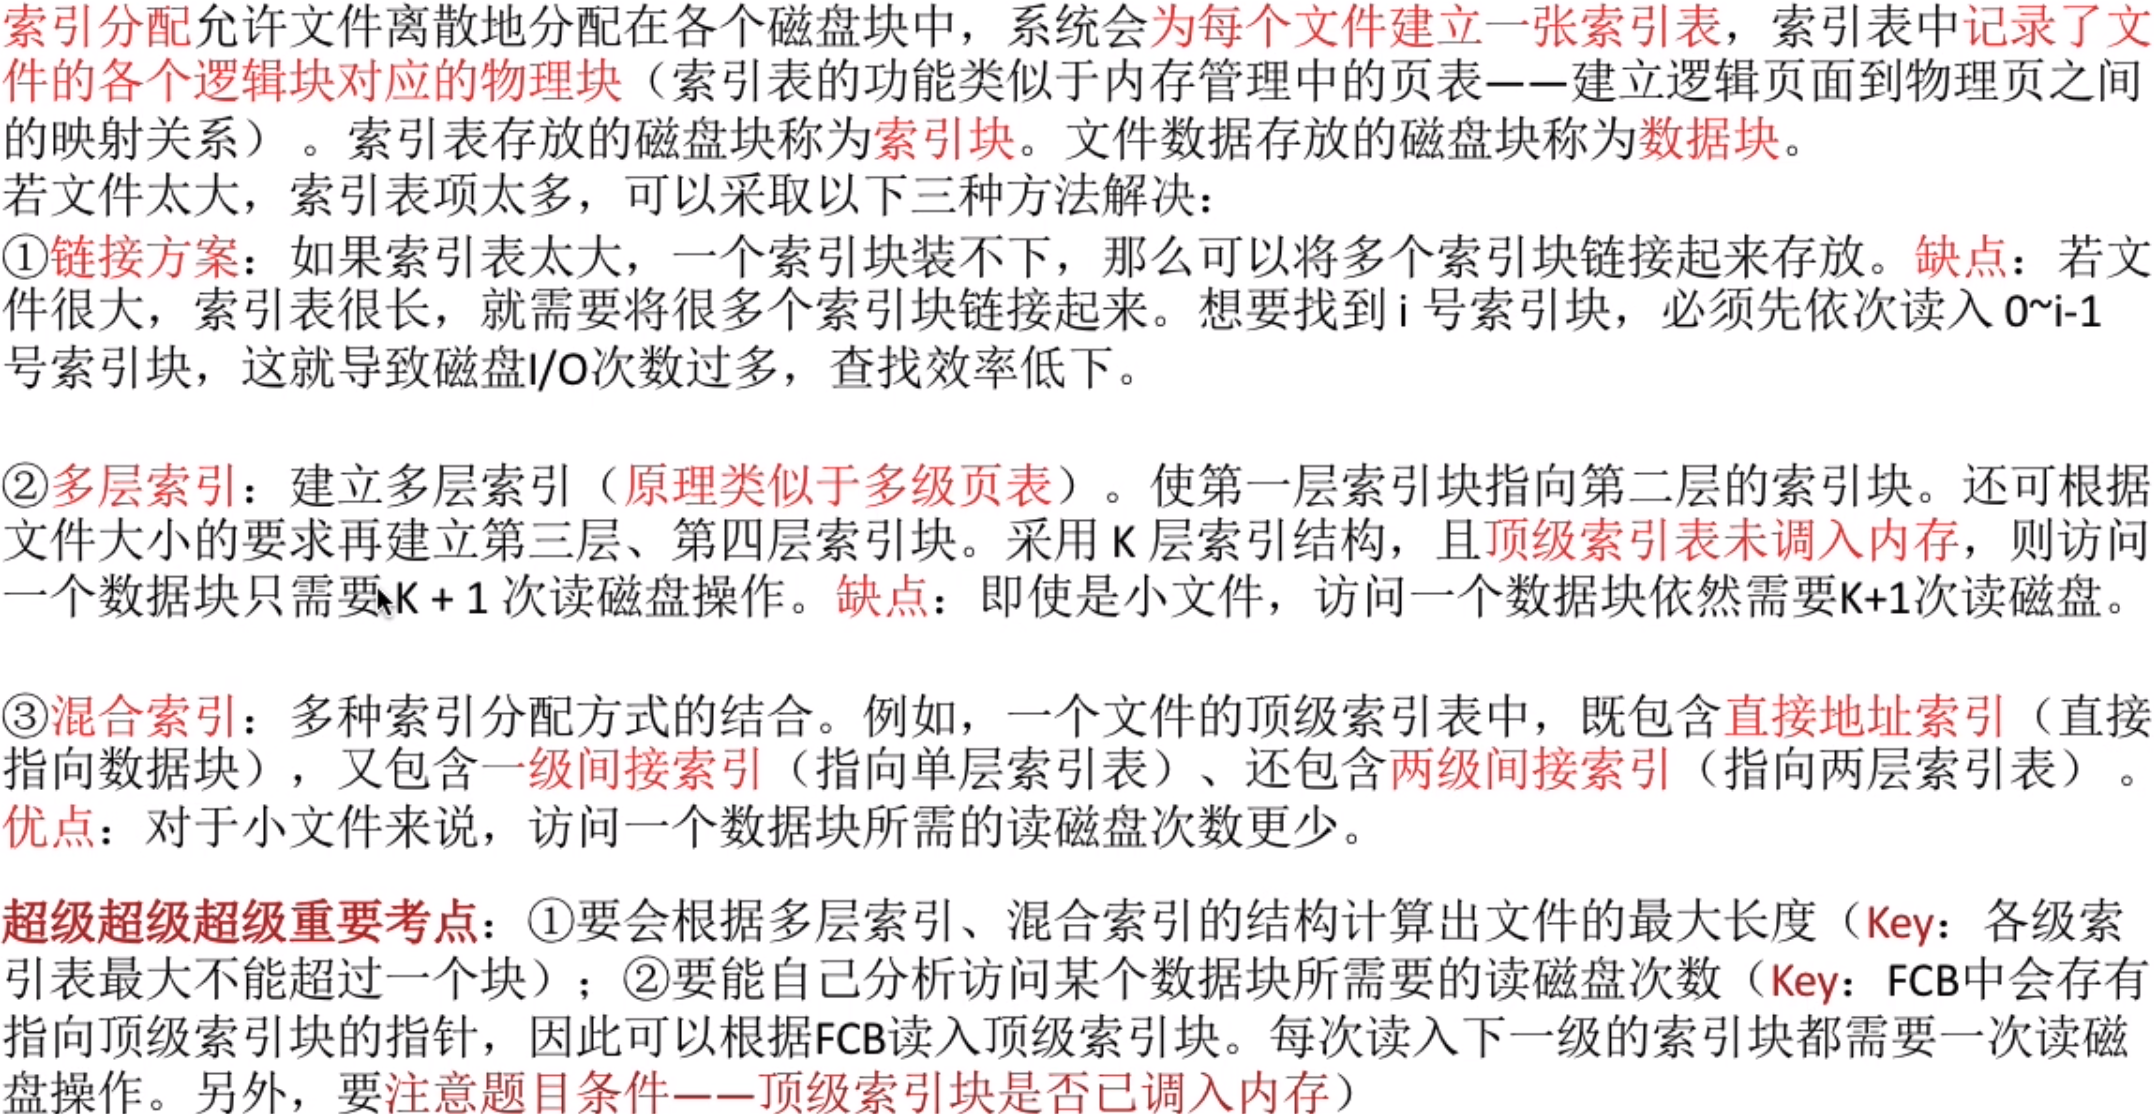 索引分配允许文件离散地分配在各个磁盘块中，系统会为每个文件建立一张索引表，索引表中记录了文
件的各个逻辑块对应的物理块（索引表的功能类似于内存管理中的页表——建立逻辑页面到物理页之间
的映射关系）。索引表存放的磁盘块称为索引块。文件数据存放的磁盘块称为数据块。
若文件太大，索引表项太多，可以采取以下三种方法解决：
①链接方案：如果索引表太大，一个索引块装不下，那么可以将多个索引块链接起来存放。缺点：若文
件很大，索引表很长，就需要将很多个索引块链接起来。想要找到 i 号索引块，必须先依次读入 0~i-1
号索引块，这就导致磁盘I/O次数过多，查找效率低下。
②多层索引：建立多层索引（原理类似于多级页表）。使第一层索引块指向第二层的索引块。还可根据
文件大小的要求再建立第三层、第四层索引块。采用 K 层索引结构，且顶级索引表未调入内存，则访问
一个数据块只需要 K + 1 次读磁盘操作。缺点：即使是小文件，访问一个数据块依然需要K+1次读磁盘。
③混合索引：多种索引分配方式的结合。例如，一个文件的顶级索引表中，既包含直接地址索引（直接
指向数据块），又包含一级间接索引（指向单层索引表）、还包含两级间接索引（指向两层索引表）。
优点：对于小文件来说，访问一个数据块所需的读磁盘次数更少。
超级超级超级重要考点：①要会根据多层索引、混合索引的结构计算出文件的最大长度（Key：各级索
引表最大不能超过一个块）；②要能自己分析访问某个数据块所需要的读磁盘次数（Key：FCB中会存有
指向顶级索引块的指针，因此可以根据FCB读入顶级索引块。每次读入下一级的索引块都需要一次读磁
盘操作。另外，要注意题目条件——顶级索引块是否已调入内存）